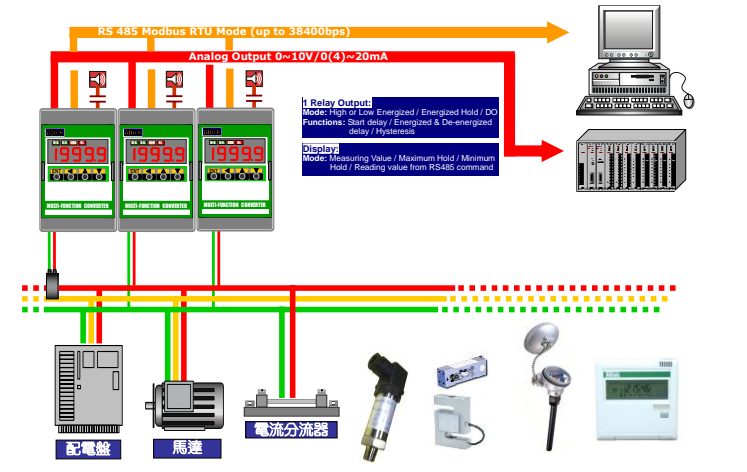 RS 485 Modbus RTU Mode (up to 38400bps)
Analog Output 0~10V/0(4)~20mA
1 Relay Output:
Mode: High or Low Energized / Energized Hold / DO
Functions: Start delay / Energized & De-energized
delay / Hysteresis
Display:
Mode: Measuring Value / Maximum Hold / Minimum
Hold / Reading value from RS485 command
1999.9
1999.9
1999.9
MULTI-FUNCTION CONVERTER
MULTI-FUNCTION CONVERTER
MULTI-FUNCTION CONVERTER
配電盤
馬達
電流分流器